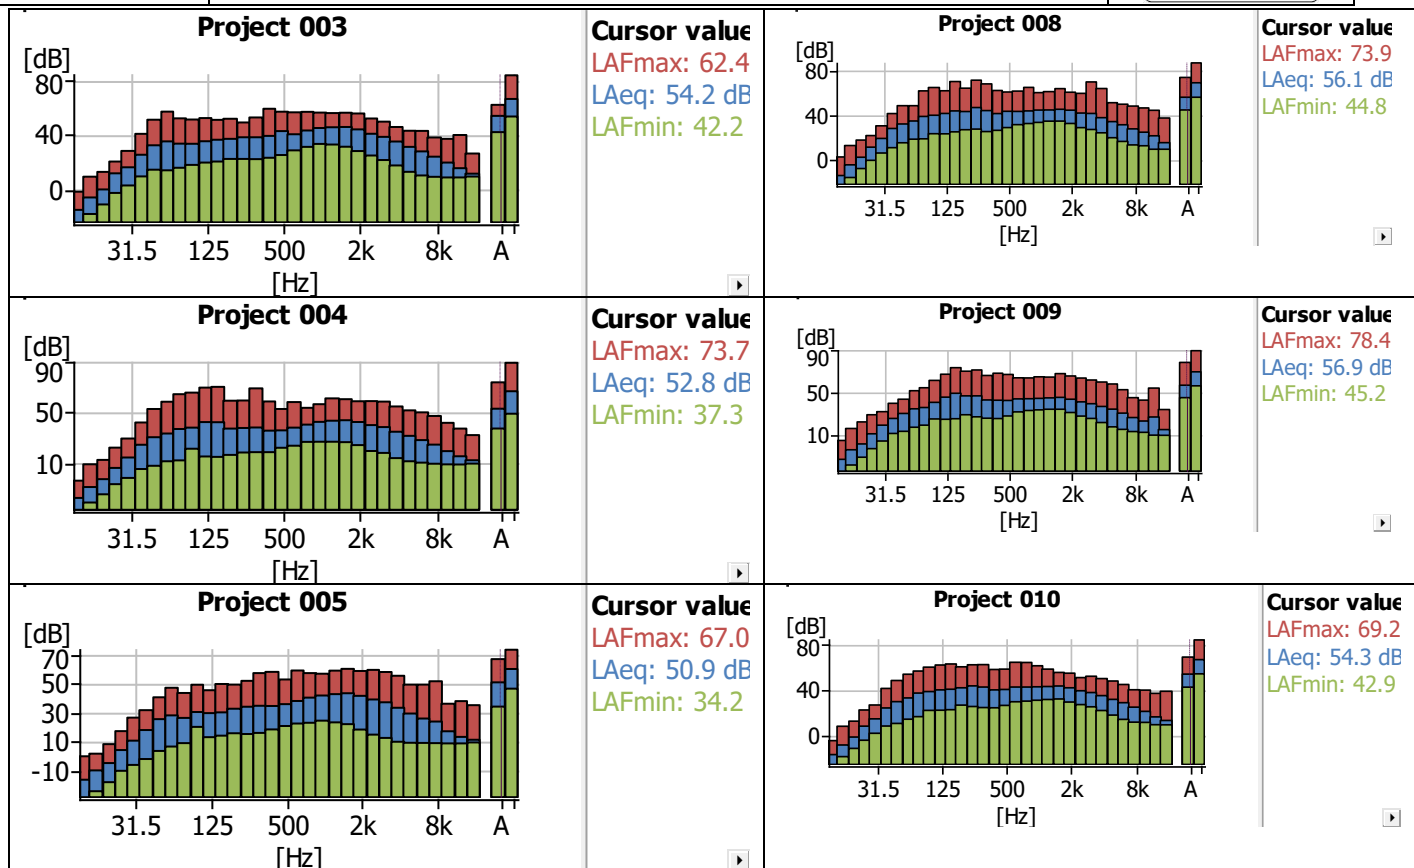 Project 003
[dB]
80
40
0
31.5 125 500 2k 8k A
[Hz]
Cursor value
LAFmax: 62.4
LAeq: 54.2 dB
LAFmin: 42.2
Project 008
[dB]
80
40
0
31.5 125 500 2k 8k A
[Hz]
Cursor value
LAFmax: 73.9
LAeq: 56.1 dB
LAFmin: 44.8
Project 004
[dB]
90
50
10
31.5 125 500 2k 8k A
[Hz]
Cursor value
LAFmax: 73.7
LAeq: 52.8 dB
LAFmin: 37.3
Project 009
[dB]
90
50
10
31.5 125 500 2k 8k A
[Hz]
Cursor value
LAFmax: 78.4
LAeq: 56.9 dB
LAFmin: 45.2
Project 005
[dB]
70
50
30
10
-10
31.5 125 500 2k 8k A
[Hz]
Cursor value
LAFmax: 67.0
LAeq: 50.9 dB
LAFmin: 34.2
Project 010
[dB]
80
40
0
31.5 125 500 2k 8k A
[Hz]
Cursor value
LAFmax: 69.2
LAeq: 54.3 dB
LAFmin: 42.9